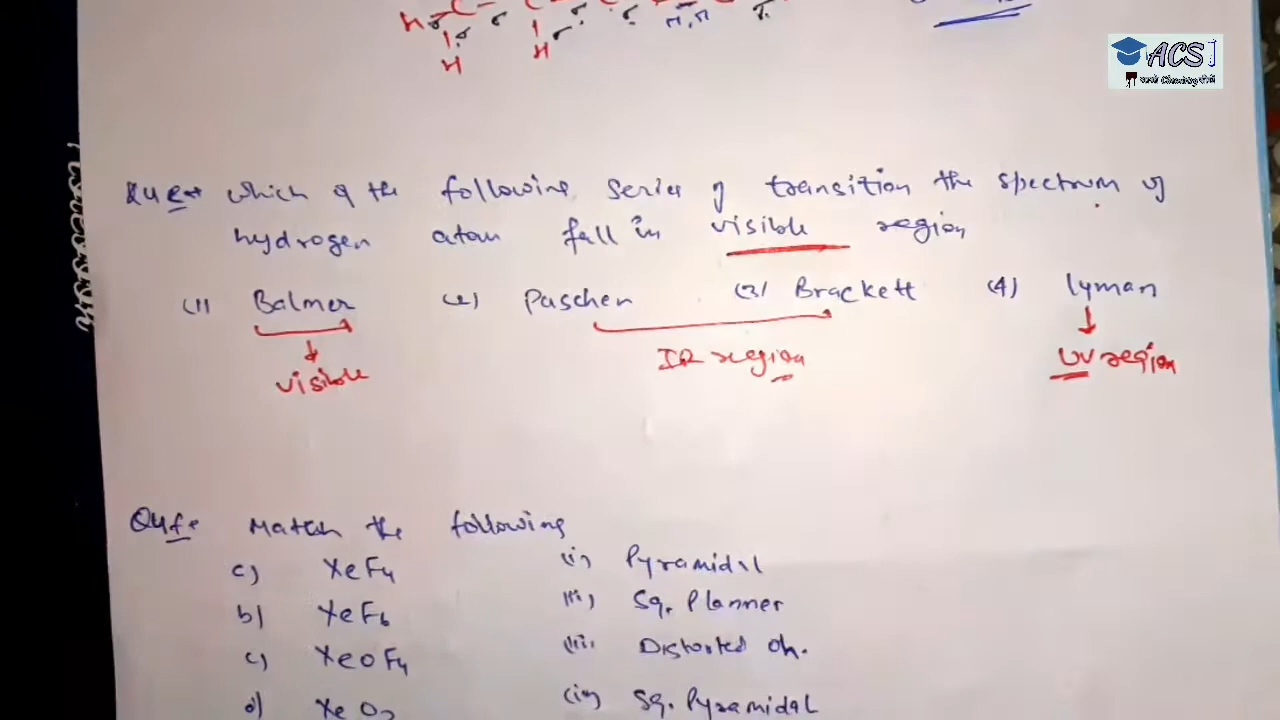 H C C
σ σ σ σ π,π σ
H H
ACS
Que* which of the following series of transition the spectrum of
hydrogen atom fall in visible region
(1) Balmer (2) Paschen (3) Brackett (4) lyman
visible IR region UV region
Match the following
c) XeF4 (i) Pyramidal
b) XeF6 (ii) Sq. Planner
c) XeOF4 (iii. Distorted Oh.
d) XeO3 (iv) Sq. Pyramidal